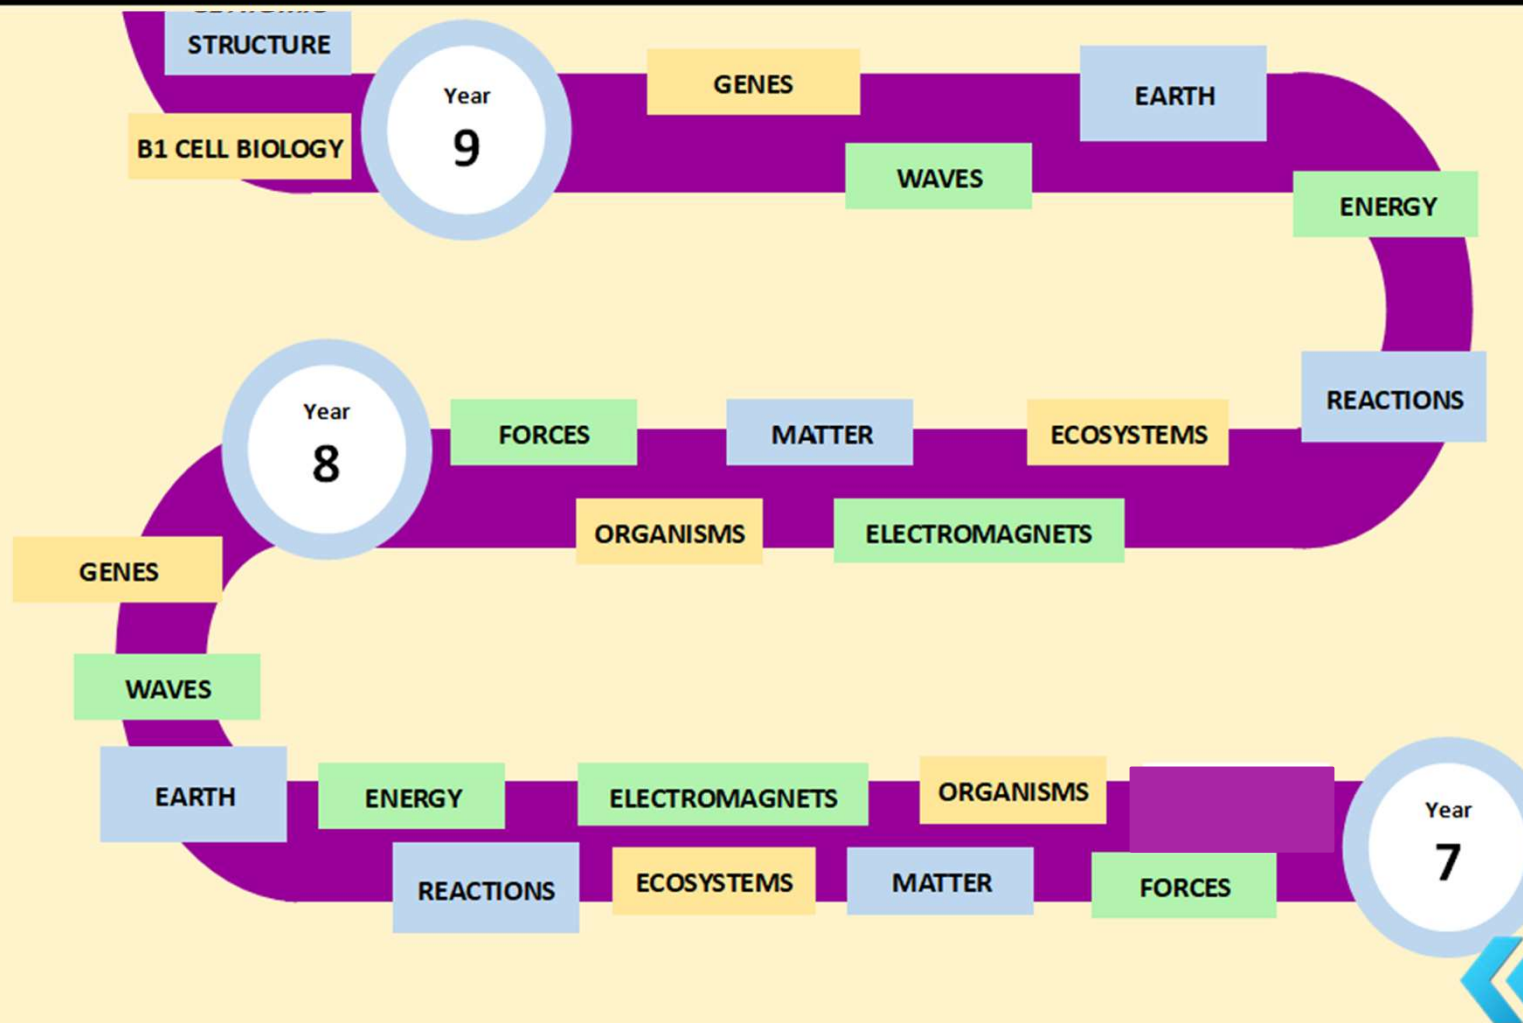 STRUCTURE
B1 CELL BIOLOGY
Year
9
GENES
WAVES
EARTH
ENERGY
REACTIONS
Year
8
FORCES
MATTER
ECOSYSTEMS
ORGANISMS
ELECTROMAGNETS
GENES
WAVES
EARTH
ENERGY
ELECTROMAGNETS
ORGANISMS
REACTIONS
ECOSYSTEMS
MATTER
FORCES
Year
7